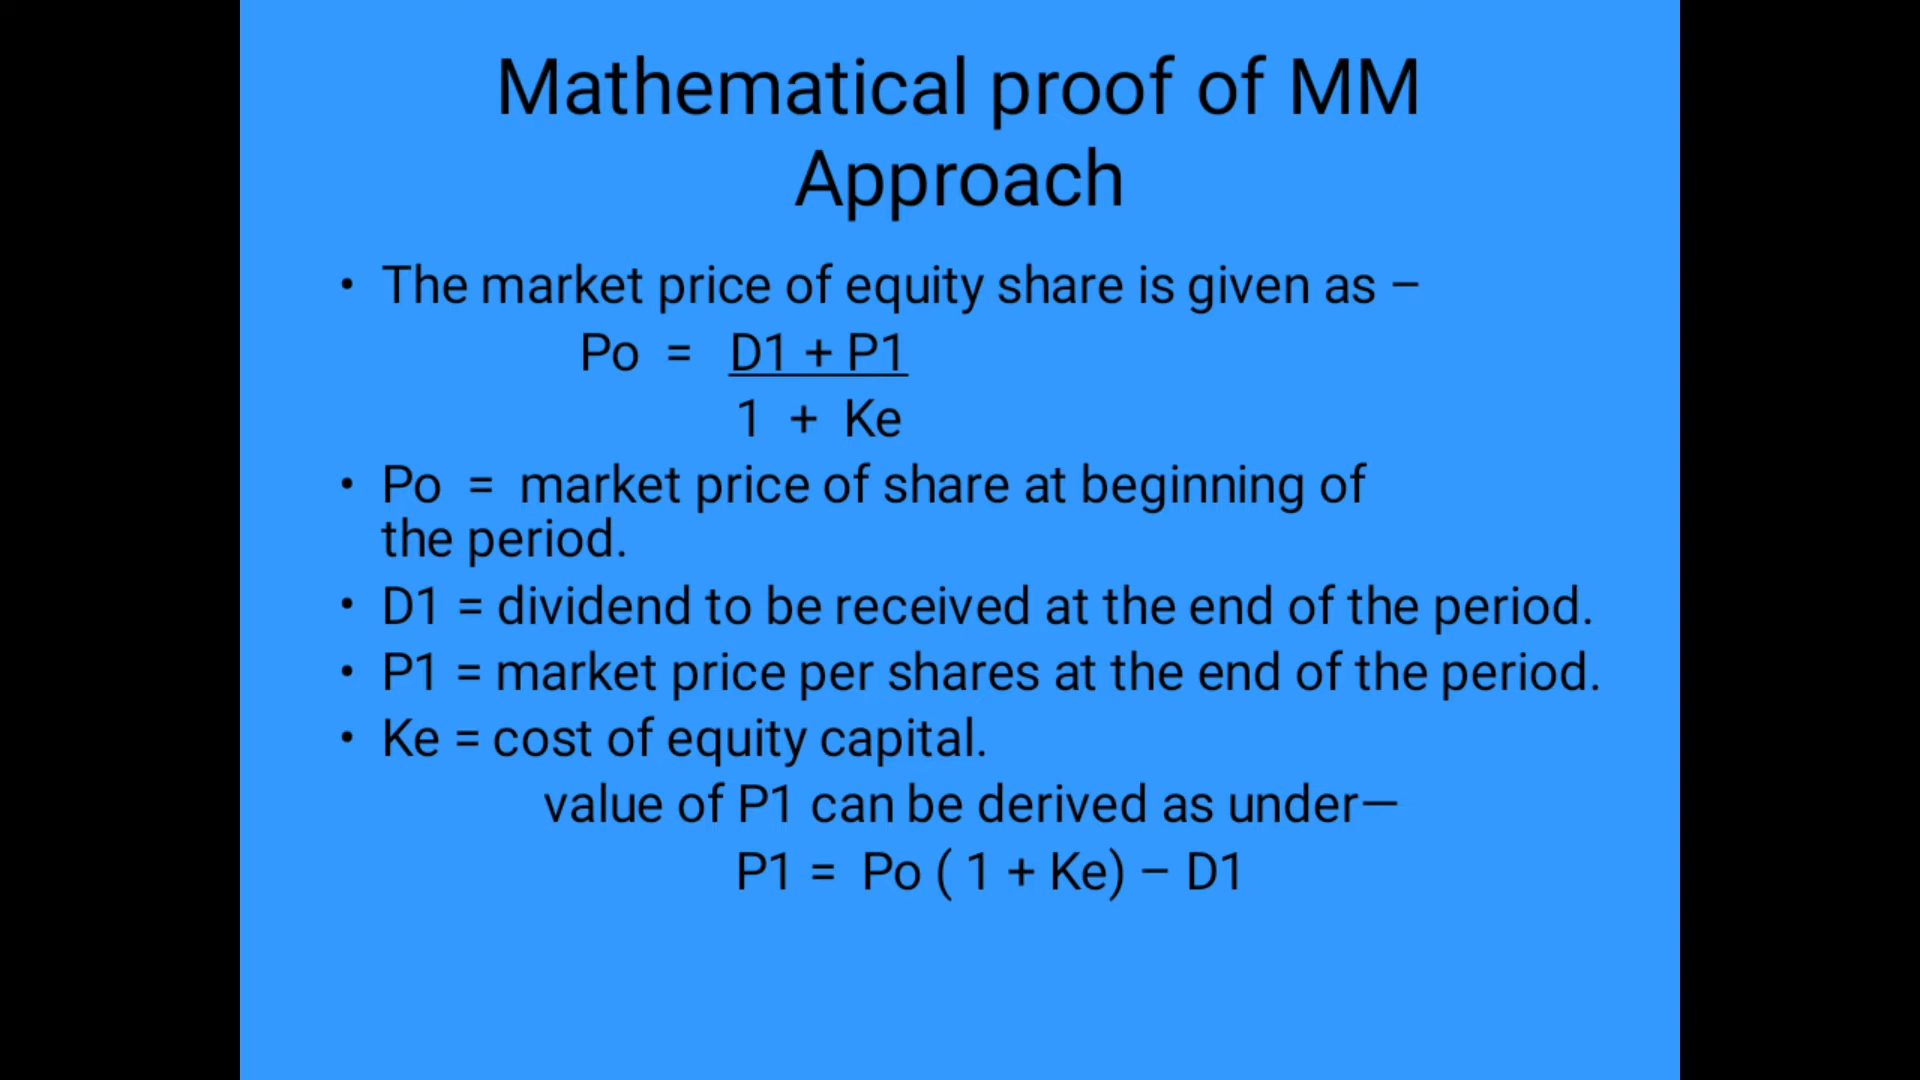 Mathematical proof of MM
Approach
• The market price of equity share is given as –
Po = D1 + P1
1 + Ke
• Po = market price of share at beginning of
the period.
• D1 = dividend to be received at the end of the period.
• P1 = market price per shares at the end of the period.
• Ke = cost of equity capital.
value of P1 can be derived as under—
P1 = Po ( 1 + Ke) – D1